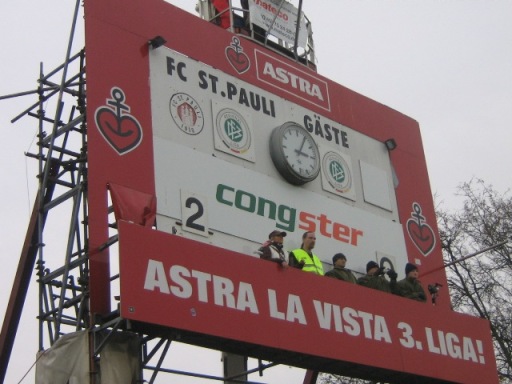 ASTRA
FC ST. PAULI
GÄSTE
congster
2
ASTRA LA VISTA 3. LIGA!